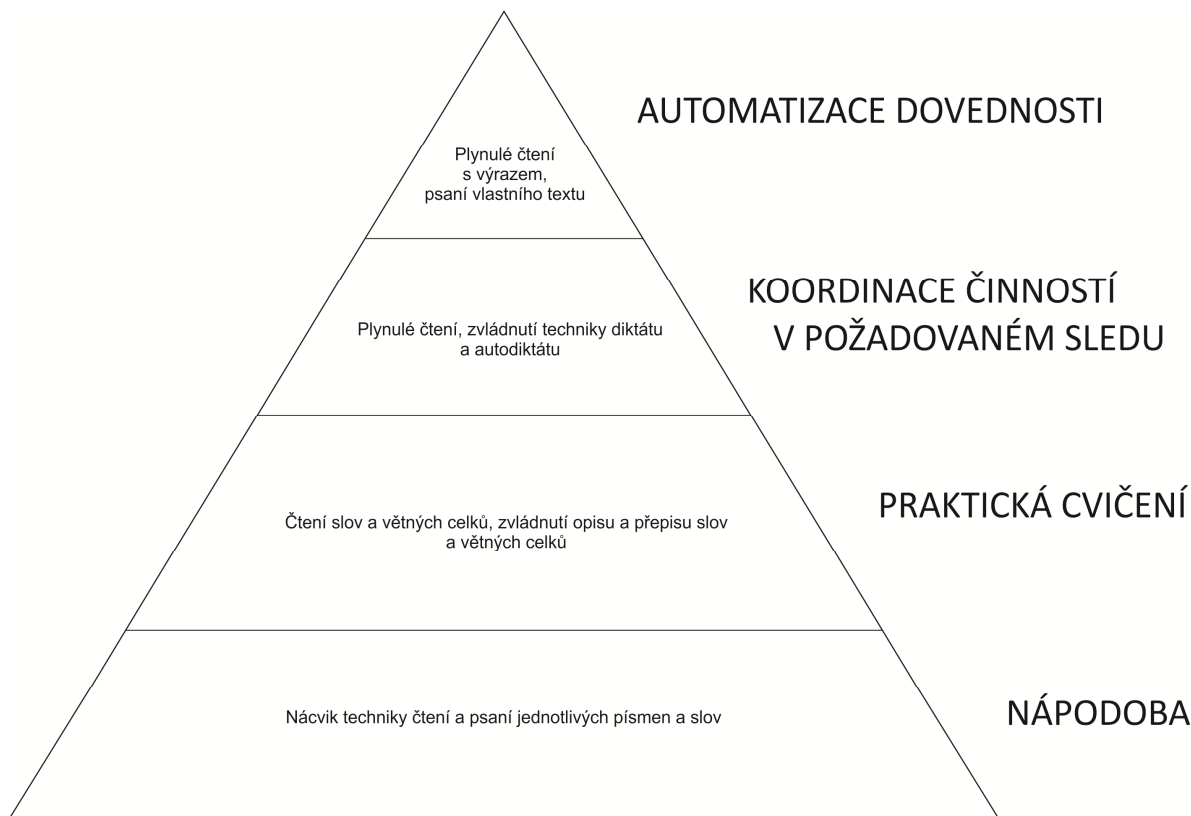 AUTOMATIZACE DOVEDNOSTI
Plynulé čtení
s výrazem,
psaní vlastního textu
KOORDINACE ČINNOSTÍ
V POŽADOVANÉM SLEDU
Plynulé čtení, zvládnutí techniky diktátu
a autodiktátu
PRAKTICKÁ CVIČENÍ
Čtení slov a větných celků, zvládnutí opisu a přepisu slov
a větných celků
NÁPODOBA
Nácvik techniky čtení a psaní jednotlivých písmen a slov